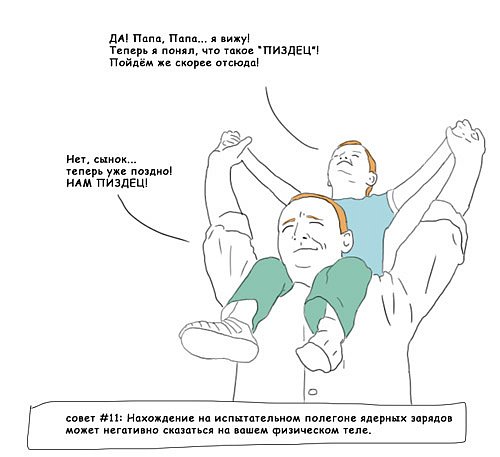 ДА! Папа, Папа... я вижу!
Теперь я понял, что такое "ПИЗДЕЦ"!
Пойдём же скорее отсюда!
Нет, сынок...
теперь уже поздно!
НАМ ПИЗДЕЦ!
совет #11: Нахождение на испытательном полегоне ядерных зарядов
может негативно сказаться на вашем физическом теле.